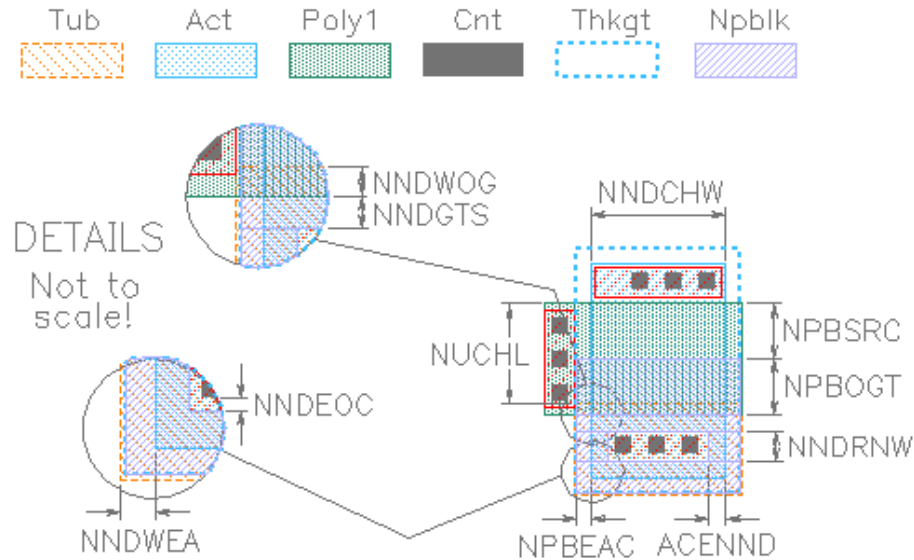 Tub Act Poly1 Cnt Thkgt Npblk
NNDWOG
NNDGTS
NNDCHW
DETAILS
Not to
scale!
NUCHL
NPBSRC
NPBOGT
NNDEOC
NNDRNW
NNDWEA
NPBEAC
ACENND